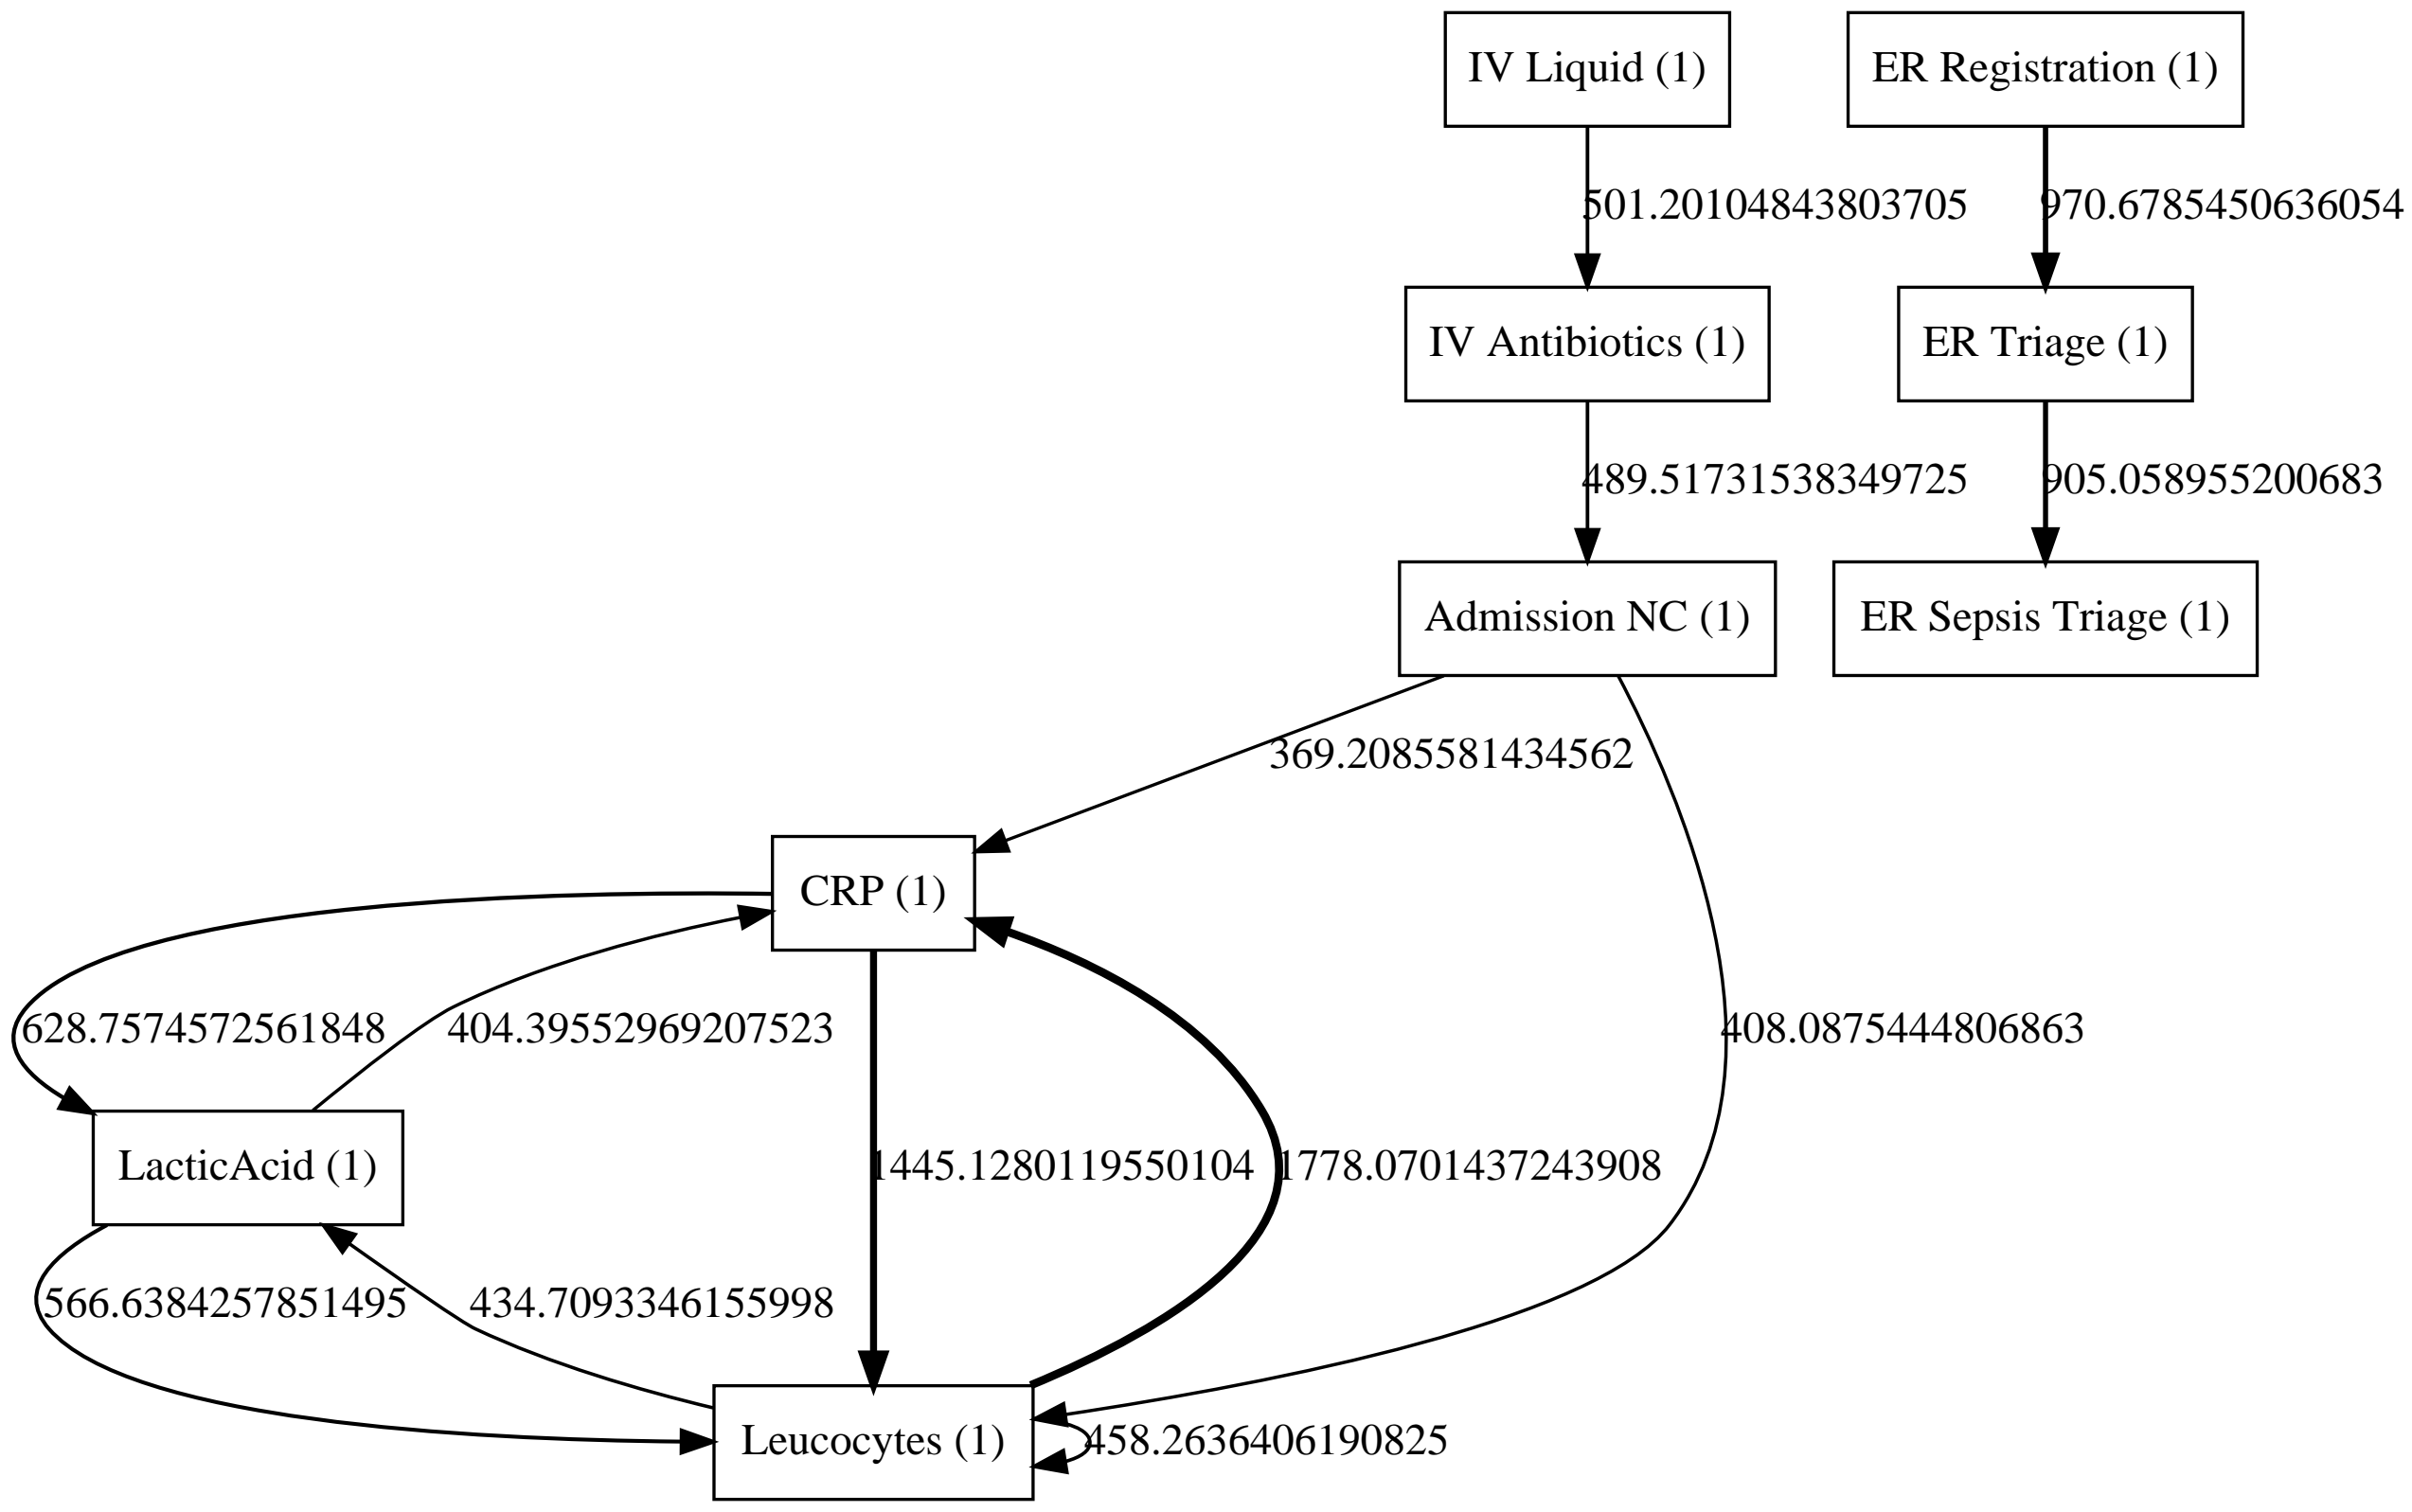 IV Liquid (1)
ER Registration (1)
501.20104843803705
970.6785450636054
IV Antibiotics (1)
ER Triage (1)
489.51731538349725
905.058955200683
Admission NC (1)
ER Sepsis Triage (1)
369.2085581434562
CRP (1)
628.7574572561848
404.39552969207523
408.0875444806863
LacticAcid (1)
1445.1280119550104
1778.0701437243908
566.6384257851495
434.7093346155998
Leucocytes (1)
458.2636406190825